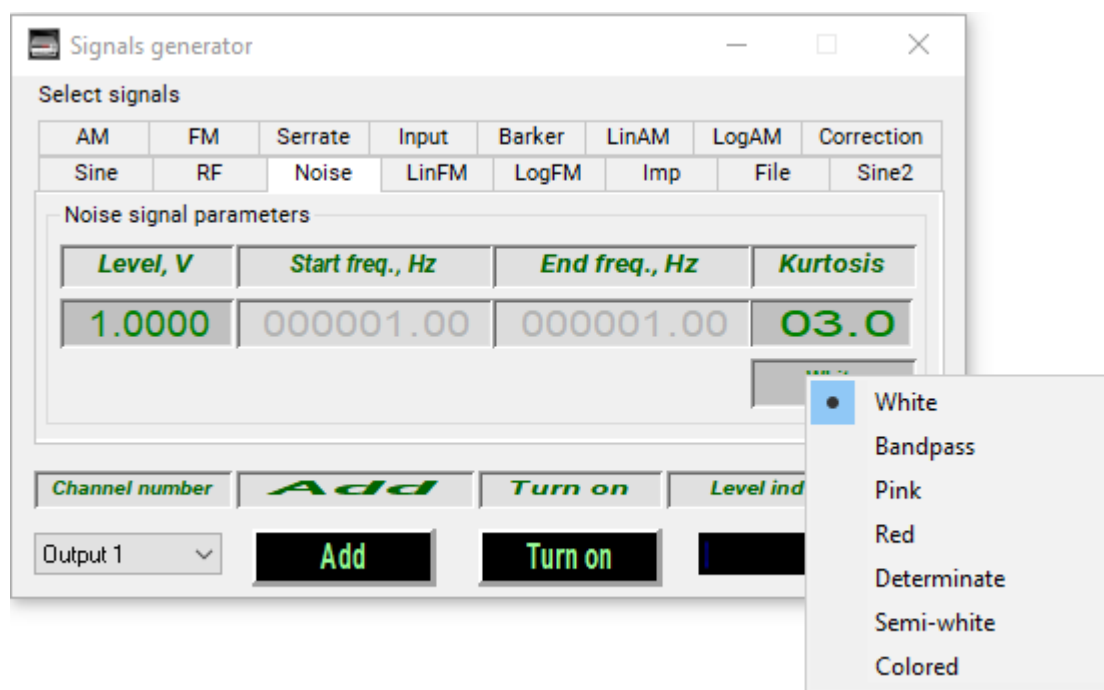 Signals generator
Select signals
AM FM Serrate Input Barker LinAM LogAM Correction
Sine RF Noise LinFM LogFM Imp File Sine2
Noise signal parameters
Level, V Start freq., Hz End freq., Hz Kurtosis
1.0000 000001.00 000001.00 03.0
White
Bandpass
Pink
Red
Determinate
Semi-white
Colored
Channel number Add Turn on Level ind
Output 1 Add Turn on